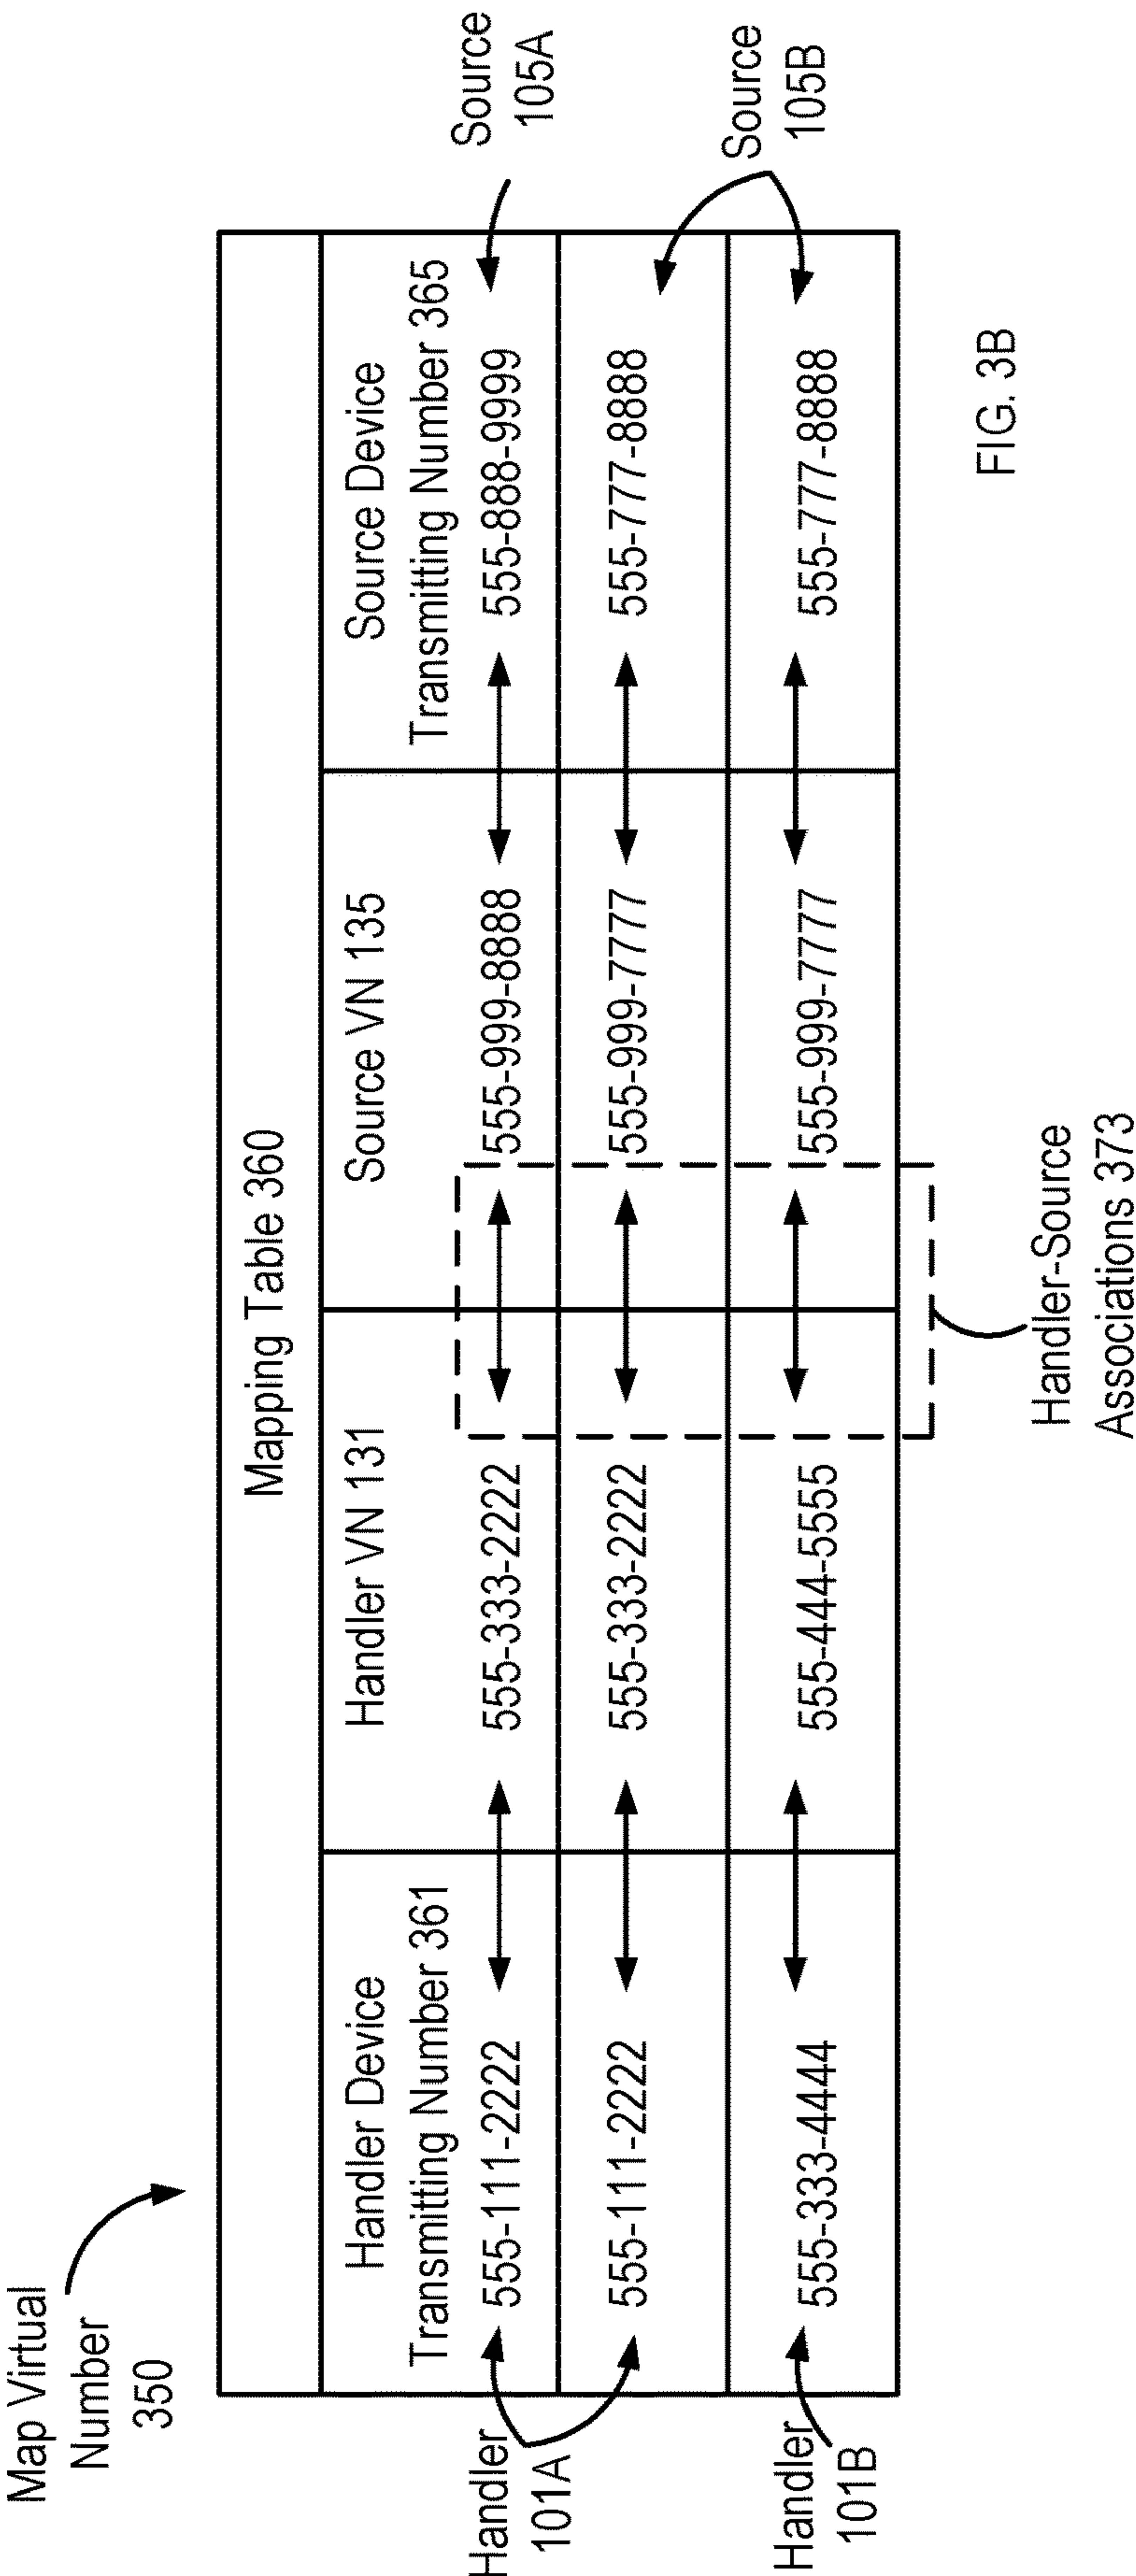 Map Virtual
Number
350
Mapping Table 360
Handler Device
Transmitting Number 361
Handler VN 131
Source VN 135
Source Device
Transmitting Number 365
Handler
101A
555-111-2222
555-333-2222
555-999-8888
555-888-9999
Source
105A
555-111-2222
555-333-2222
555-999-7777
555-777-8888
Source
105B
Handler
101B
555-333-4444
555-444-5555
555-999-7777
555-777-8888
Handler-Source
Associations 373
FIG. 3B